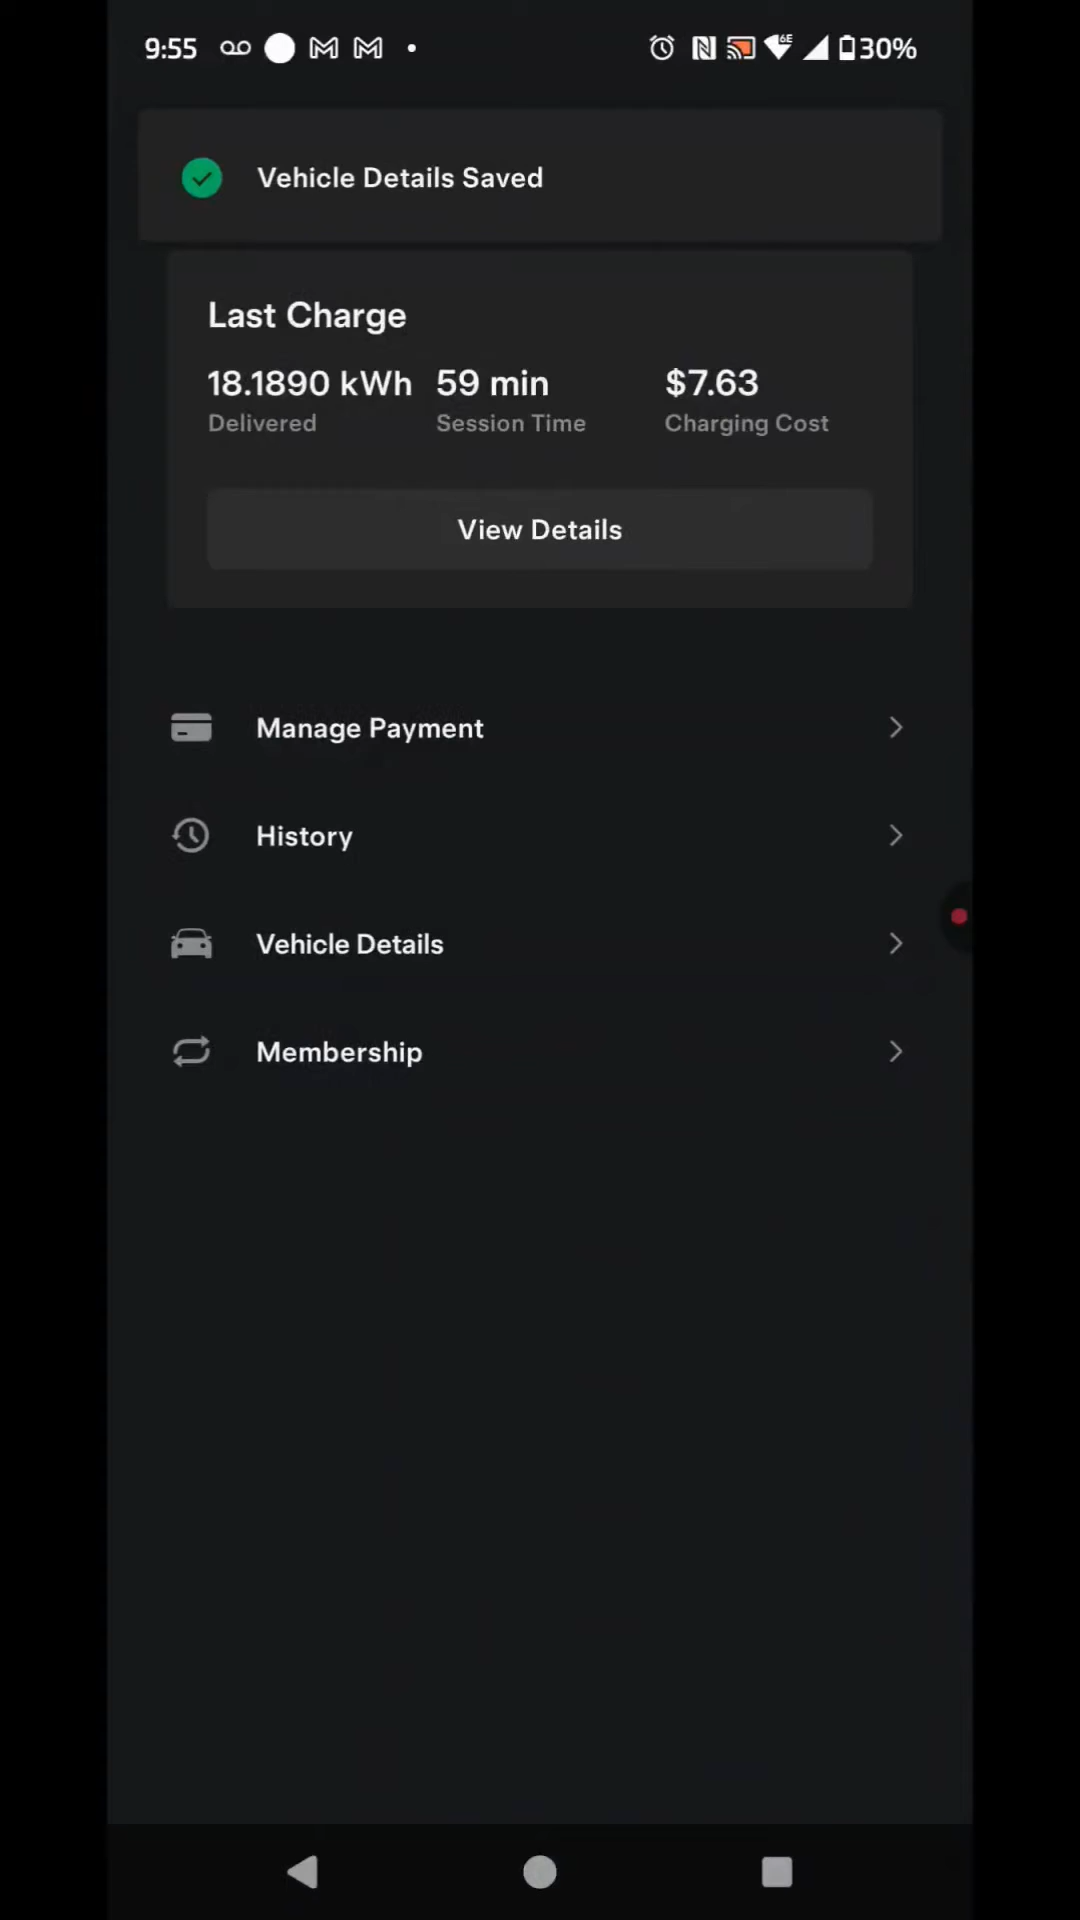 9:55 6E 30%
Vehicle Details Saved
Last Charge
18.1890 kWh 59 min $7.63
Delivered Session Time Charging Cost
View Details
Manage Payment
History
Vehicle Details
Membership